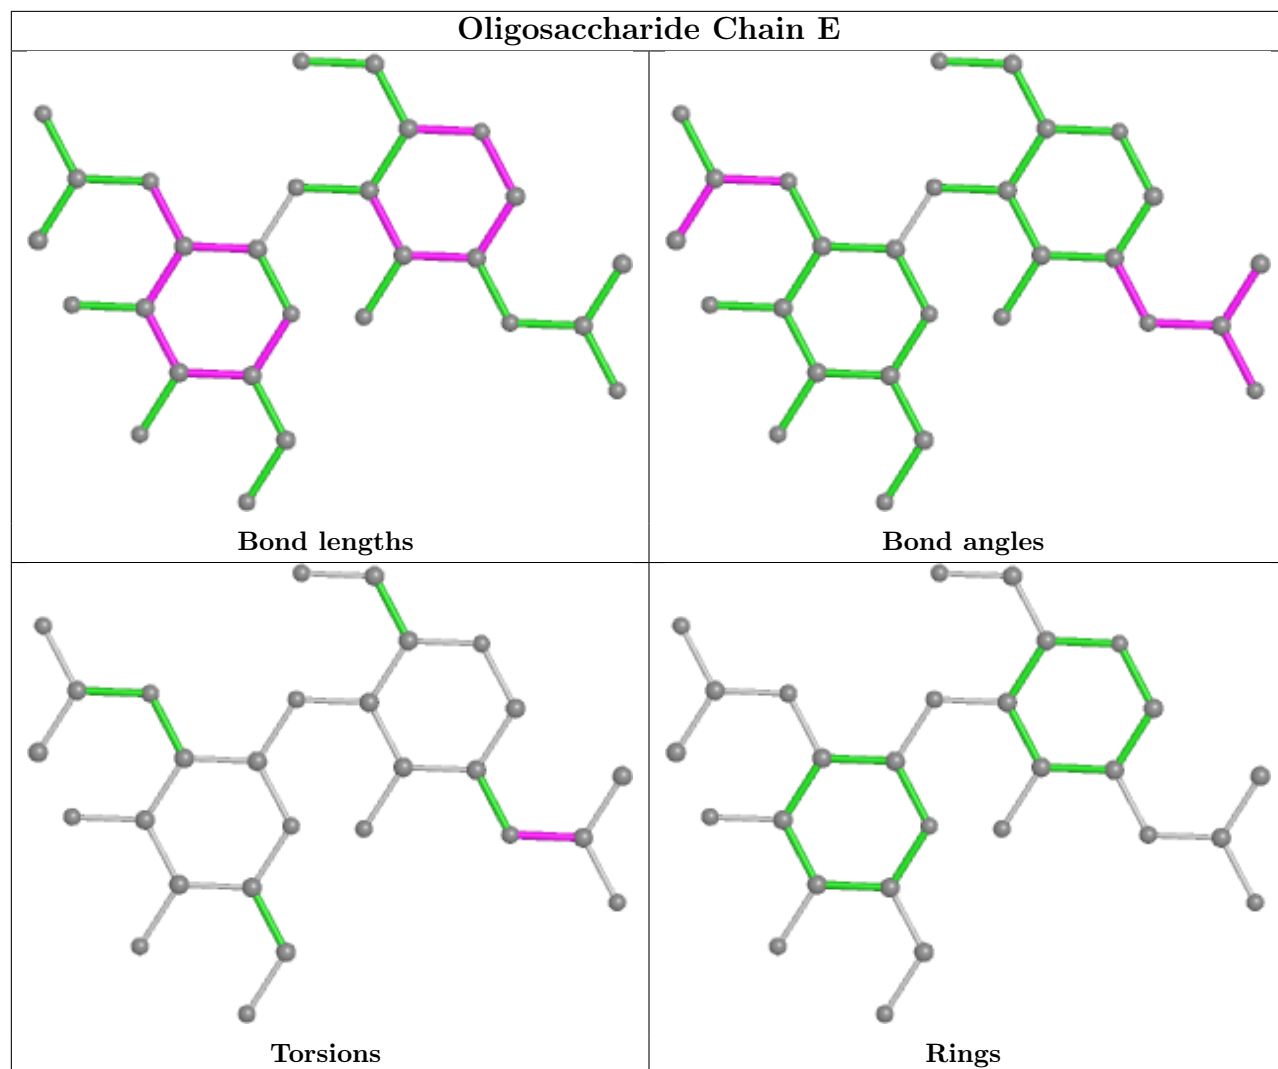 Oligosaccharide Chain E
Bond lengths
Bond angles
Torsions
Rings